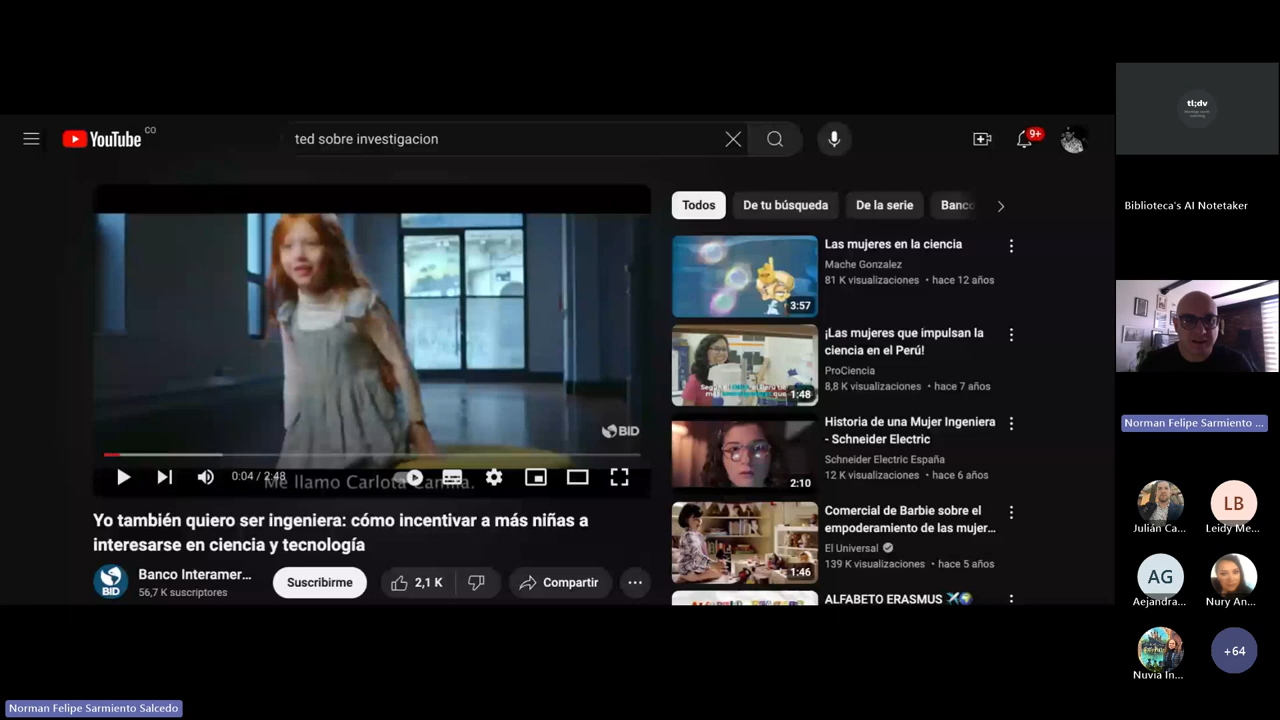 YouTube CO
ted sobre investigacion
9+
BID
0:04 / 2:48
Me llamo Carlota Camila.
Yo también quiero ser ingeniera: cómo incentivar a más niñas a
interesarse en ciencia y tecnología
BID
Banco Interamer...
56,7 K suscriptores
Suscribirme
2,1 K
Compartir
Todos
De tu búsqueda
De la serie
Banco
3:57
Las mujeres en la ciencia
Mache Gonzalez
81 K visualizaciones • hace 12 años
1:48
¡Las mujeres que impulsan la
ciencia en el Perú!
ProCiencia
8,8 K visualizaciones • hace 7 años
2:10
Historia de una Mujer Ingeniera
- Schneider Electric
Schneider Electric España
12 K visualizaciones • hace 6 años
1:46
Comercial de Barbie sobre el
empoderamiento de las mujer...
El Universal
139 K visualizaciones • hace 5 años
ALFABETO ERASMUS
tl;dv
Biblioteca's AI Notetaker
Norman Felipe Sarmiento ...
Julián Ca...
LB
Leidy Me...
AG
Aejandra...
Nury An...
Nuvia In...
+64
Norman Felipe Sarmiento Salcedo